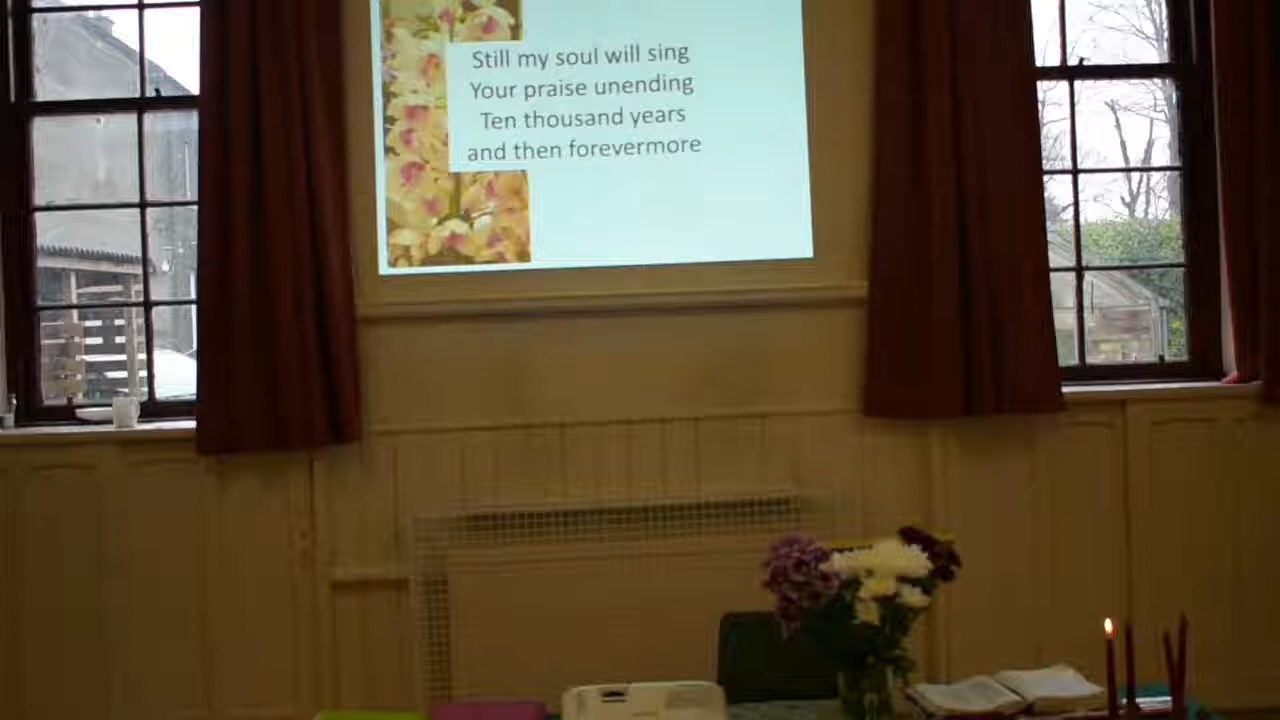 Still my soul will sing
Your praise unending
Ten thousand years
and then forevermore